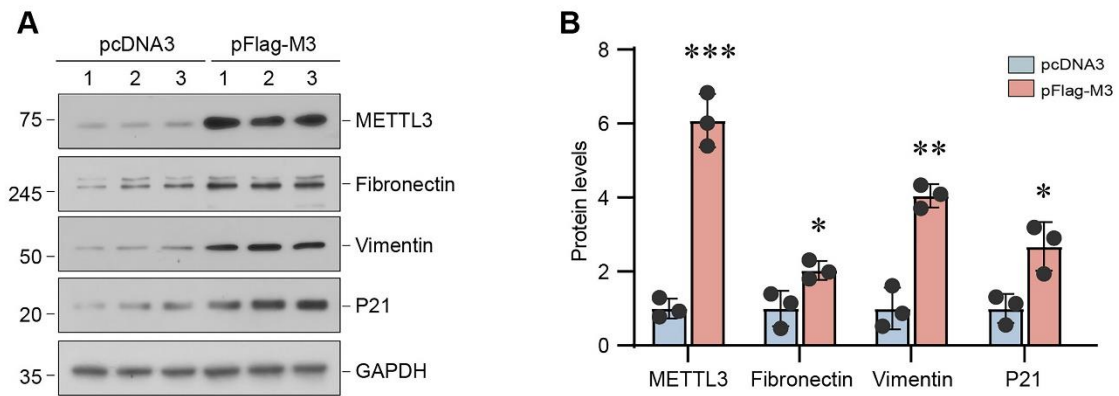 A
pcDNA3 pFlag-M3
1 2 3 1 2 3
75 METTL3
245 Fibronectin
50 Vimentin
20 P21
35 GAPDH
B
Protein levels
8
6
4
2
0
***
*
**
*
pcDNA3
pFlag-M3
METTL3 Fibronectin Vimentin P21